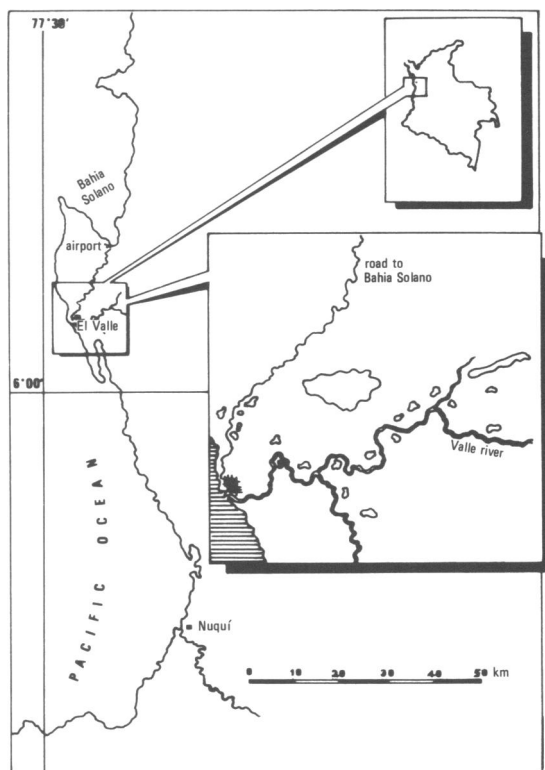 77°30'
Bahia
Solano
airport
El Valle
road to
Bahia Solano
Valle river
6°00'
PACIFIC OCEAN
Nuquí
0 10 20 30 40 50 km